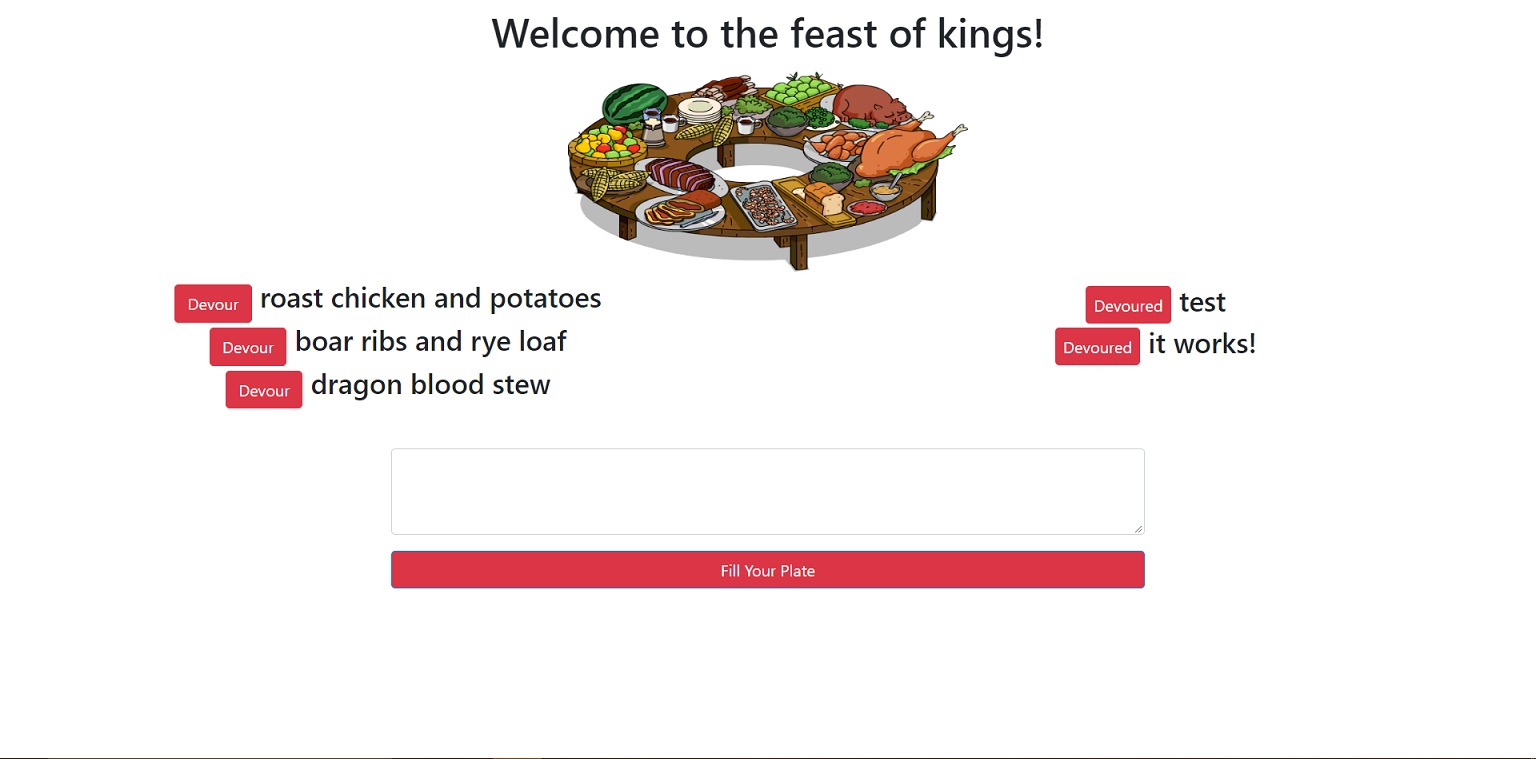 Welcome to the feast of kings!
Devour roast chicken and potatoes
Devour boar ribs and rye loaf
Devour dragon blood stew
Devoured test
Devoured it works!
Fill Your Plate